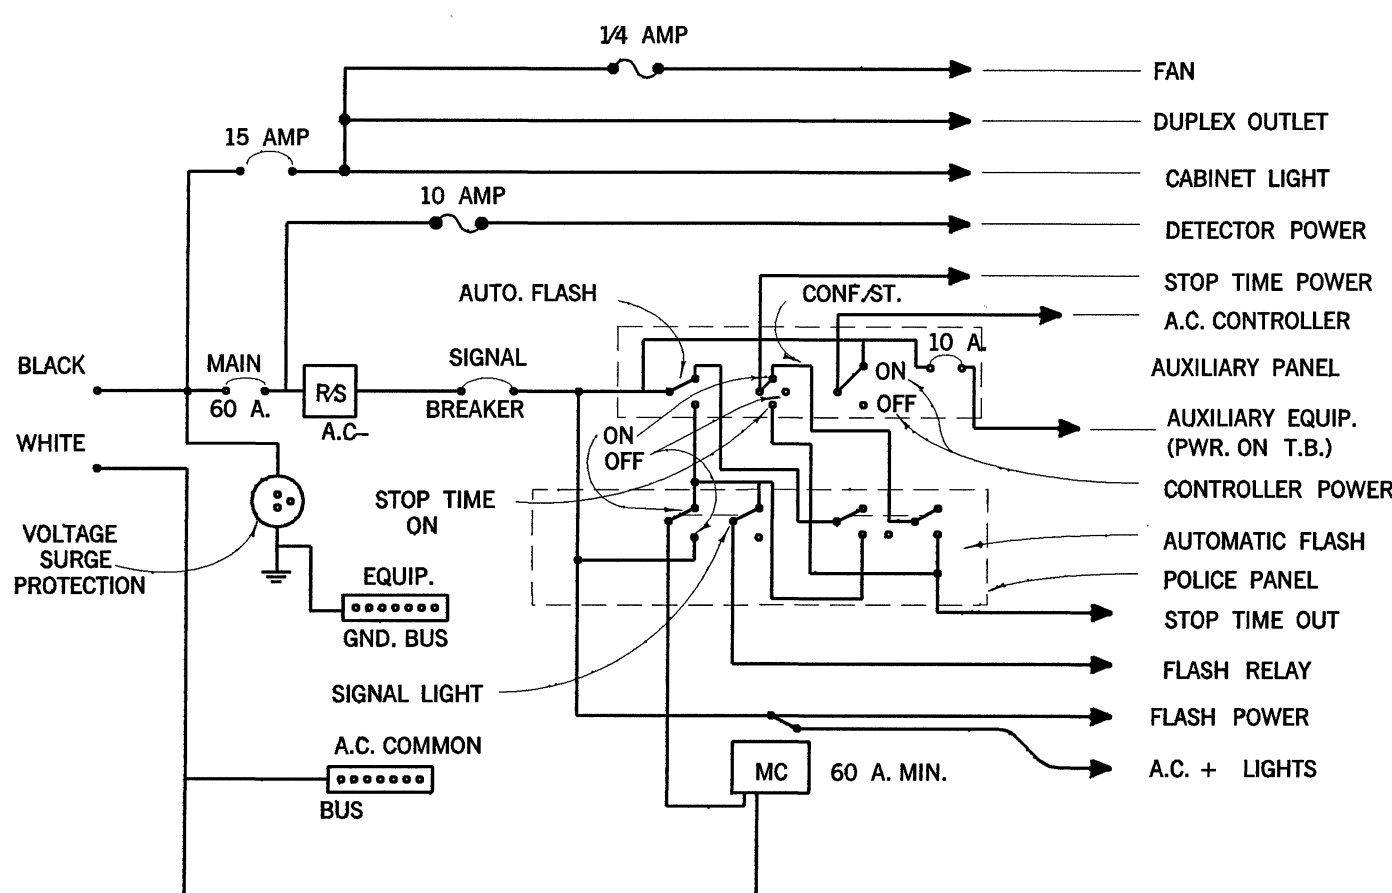 1/4 AMP
FAN
15 AMP
DUPLEX OUTLET
CABINET LIGHT
10 AMP
DETECTOR POWER
STOP TIME POWER
AUTO. FLASH
CONF./ST.
A.C. CONTROLLER
10 A.
BLACK
MAIN
60 A.
R/S
A.C-
SIGNAL
BREAKER
ON
OFF
AUXILIARY PANEL
AUXILIARY EQUIP.
(PWR. ON T.B.)
WHITE
ON
OFF
CONTROLLER POWER
STOP TIME
ON
VOLTAGE
SURGE
PROTECTION
AUTOMATIC FLASH
POLICE PANEL
EQUIP.
GND. BUS
STOP TIME OUT
FLASH RELAY
SIGNAL LIGHT
FLASH POWER
A.C. COMMON
BUS
MC
60 A. MIN.
A.C. + LIGHTS